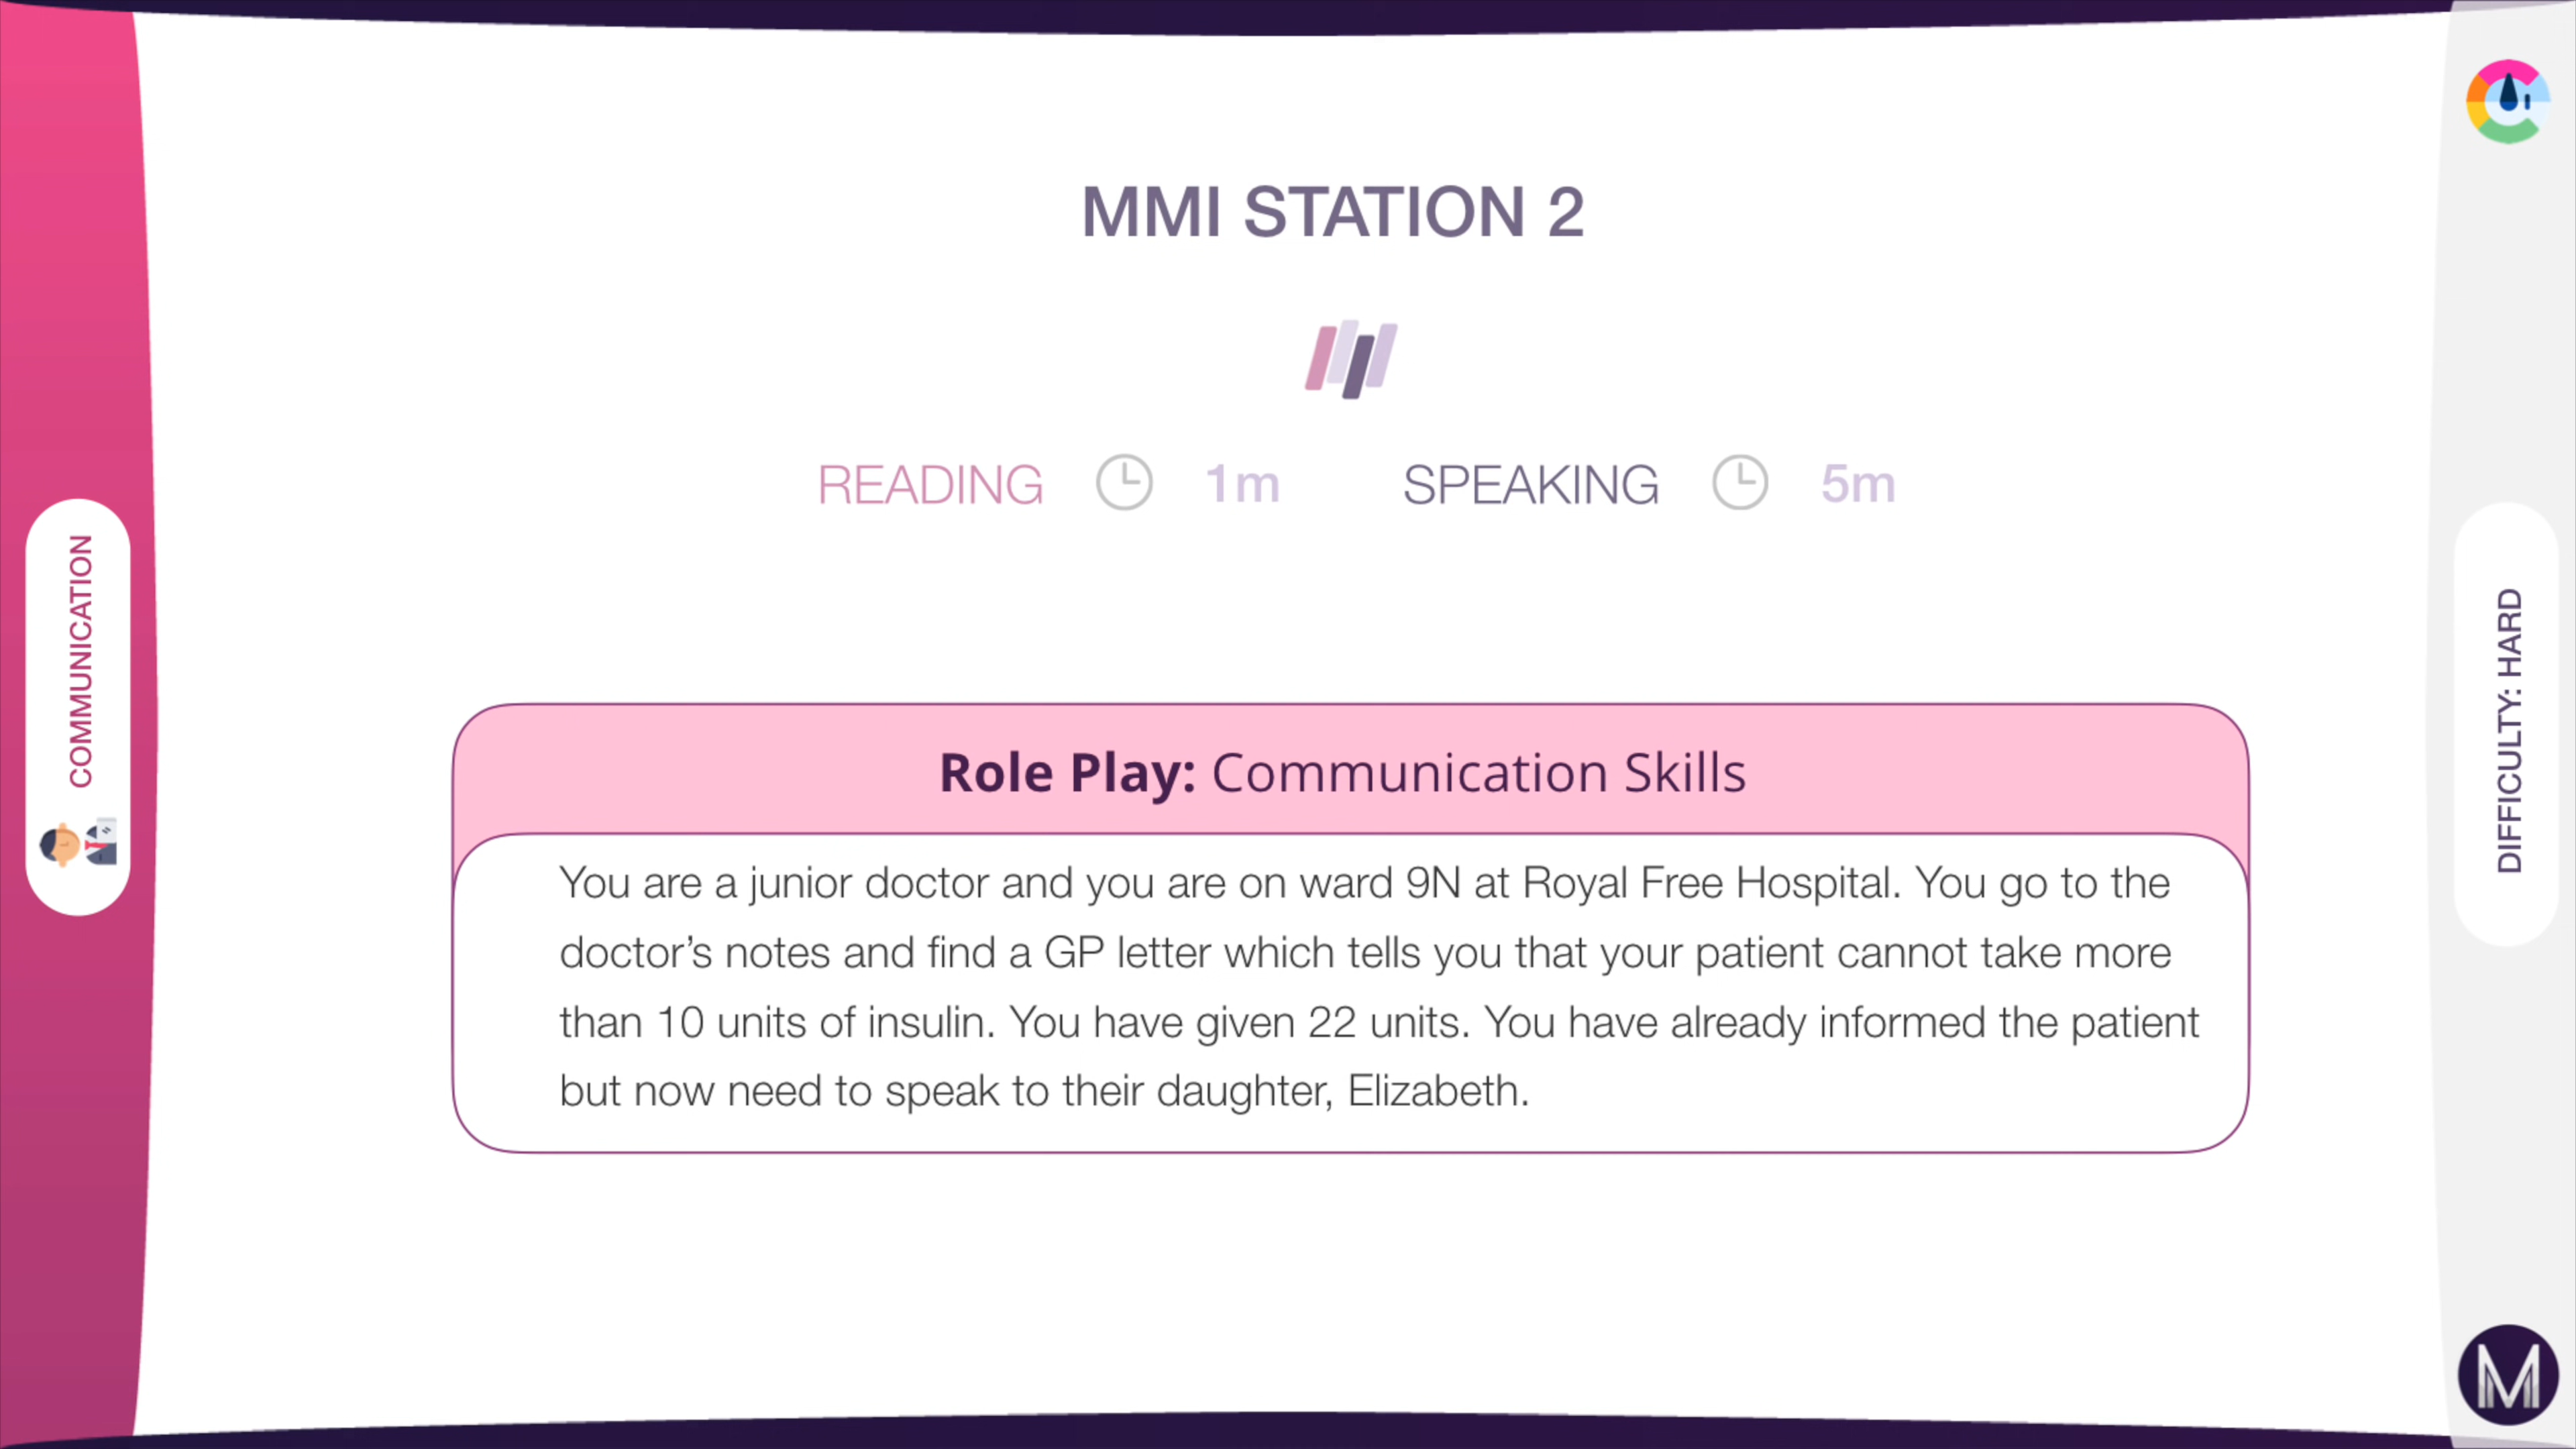 MMI STATION 2
READING 1m SPEAKING 5m
COMMUNICATION
DIFFICULTY: HARD
Role Play: Communication Skills
You are a junior doctor and you are on ward 9N at Royal Free Hospital. You go to the
doctor’s notes and find a GP letter which tells you that your patient cannot take more
than 10 units of insulin. You have given 22 units. You have already informed the patient
but now need to speak to their daughter, Elizabeth.
M